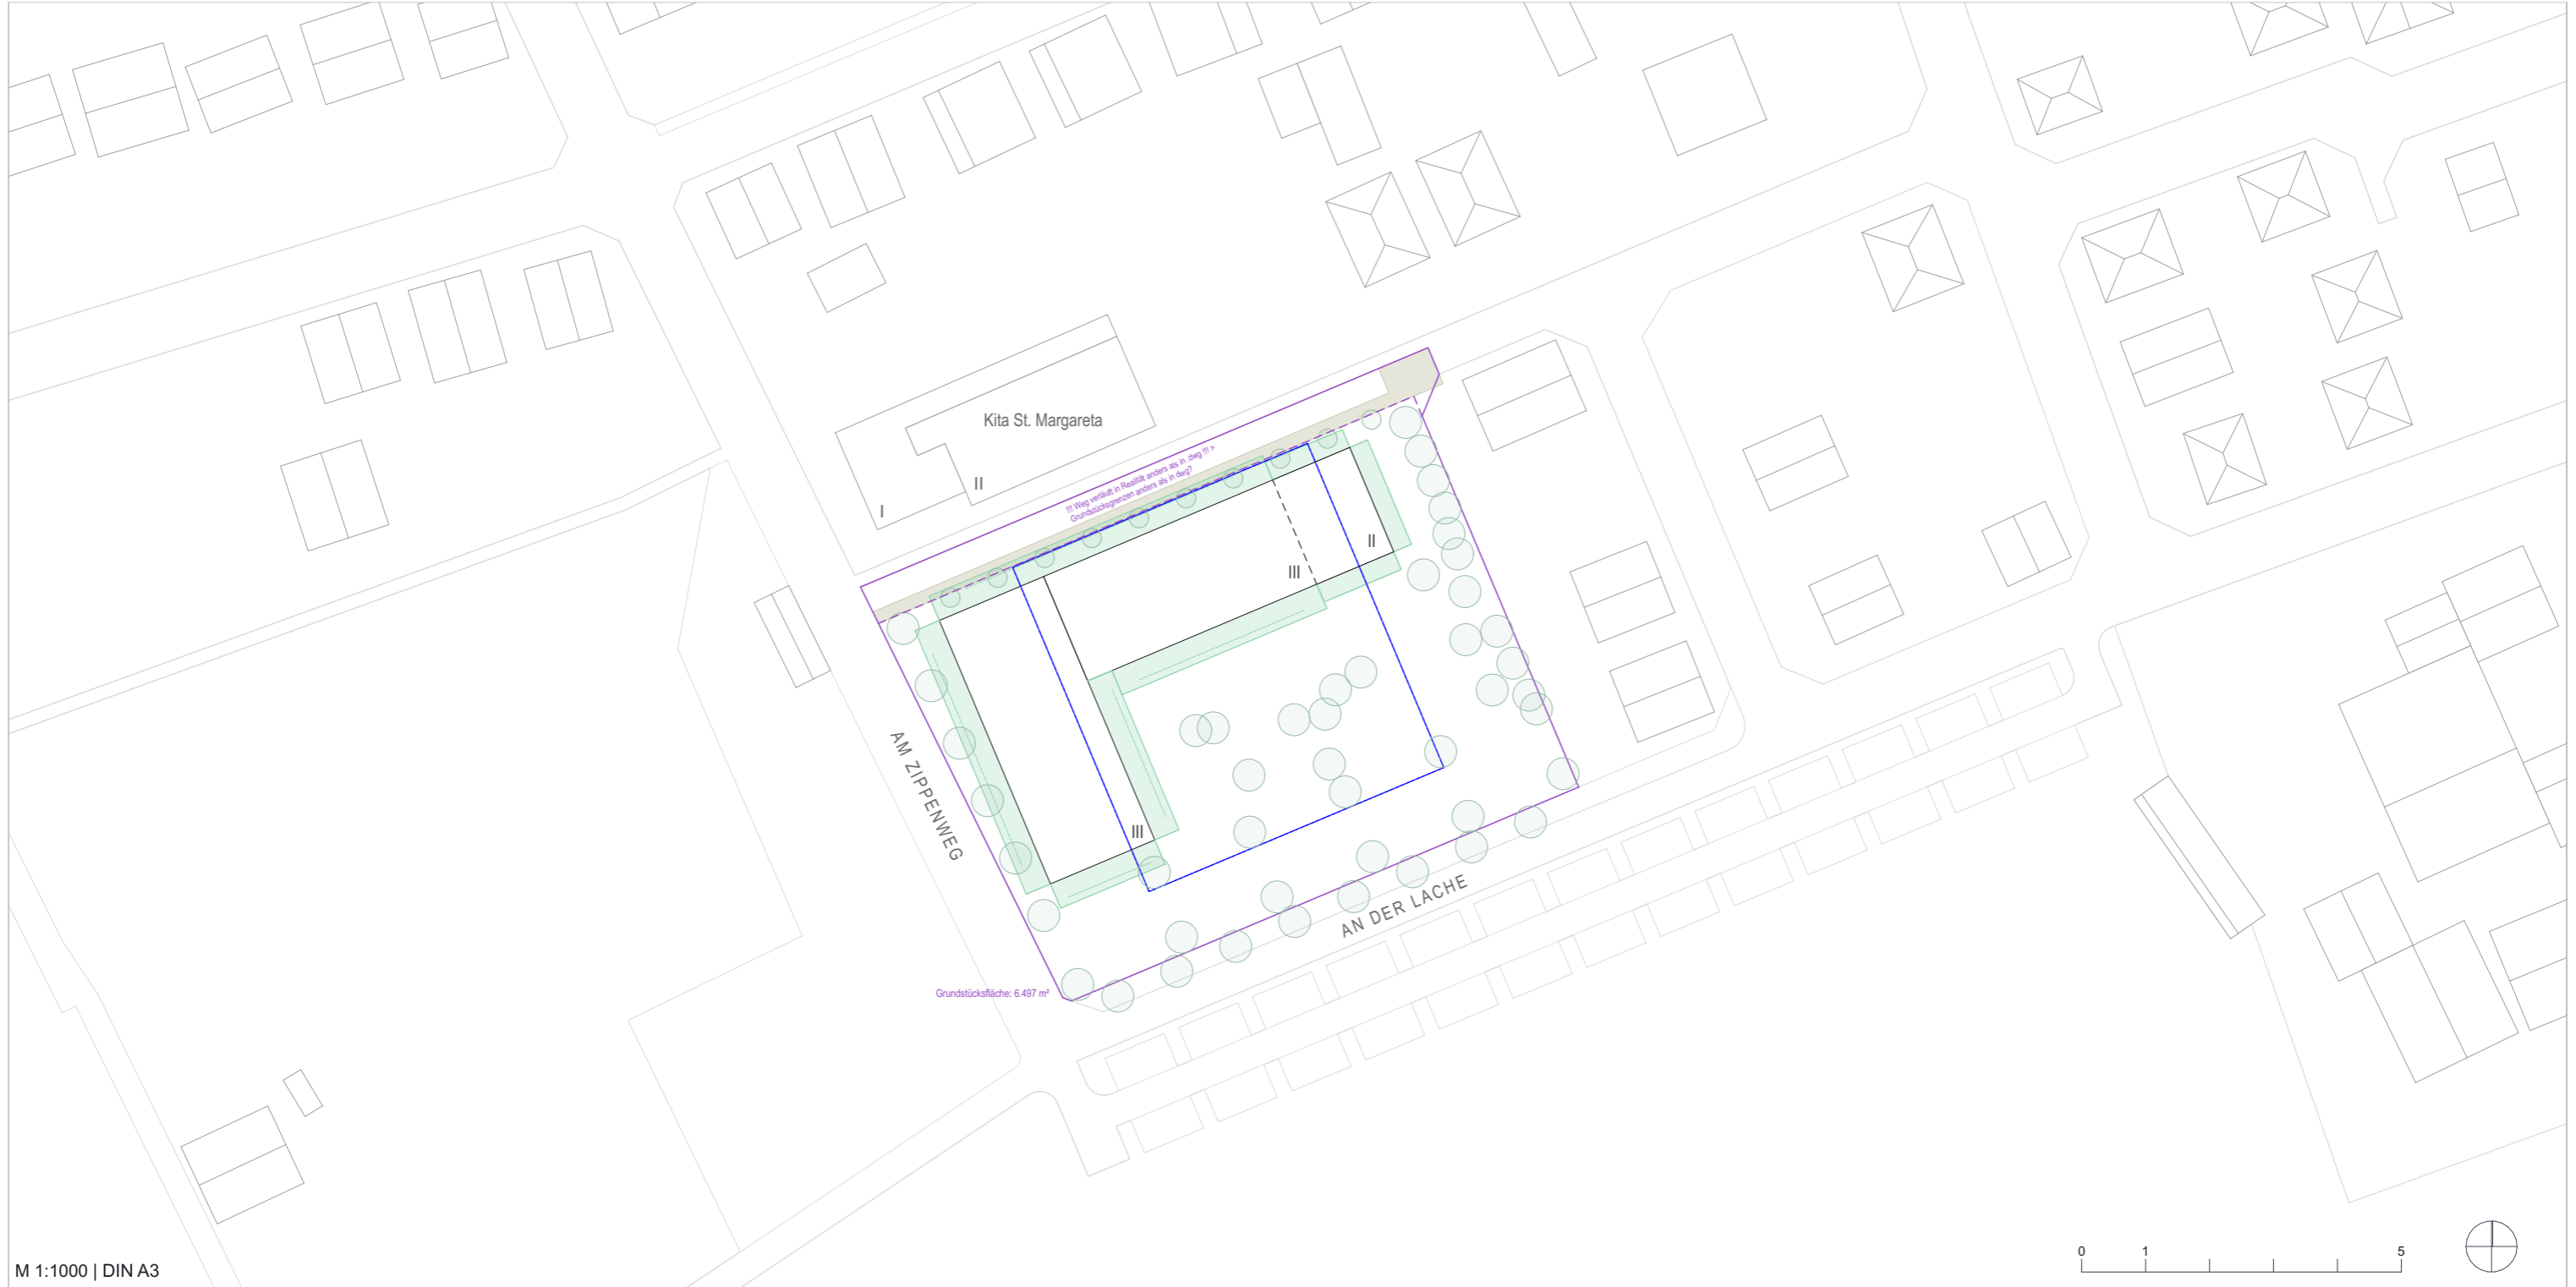 Kita St. Margareta
II
I
!!! Weg verläuft in Realität anders als in .dwg !!! >
Grundstücksgrenzen anders als in dwg?
II
III
III
AM ZIPPENWEG
AN DER LACHE
Grundstücksfläche: 6.497 m²
M 1:1000 | DIN A3
0 1 5